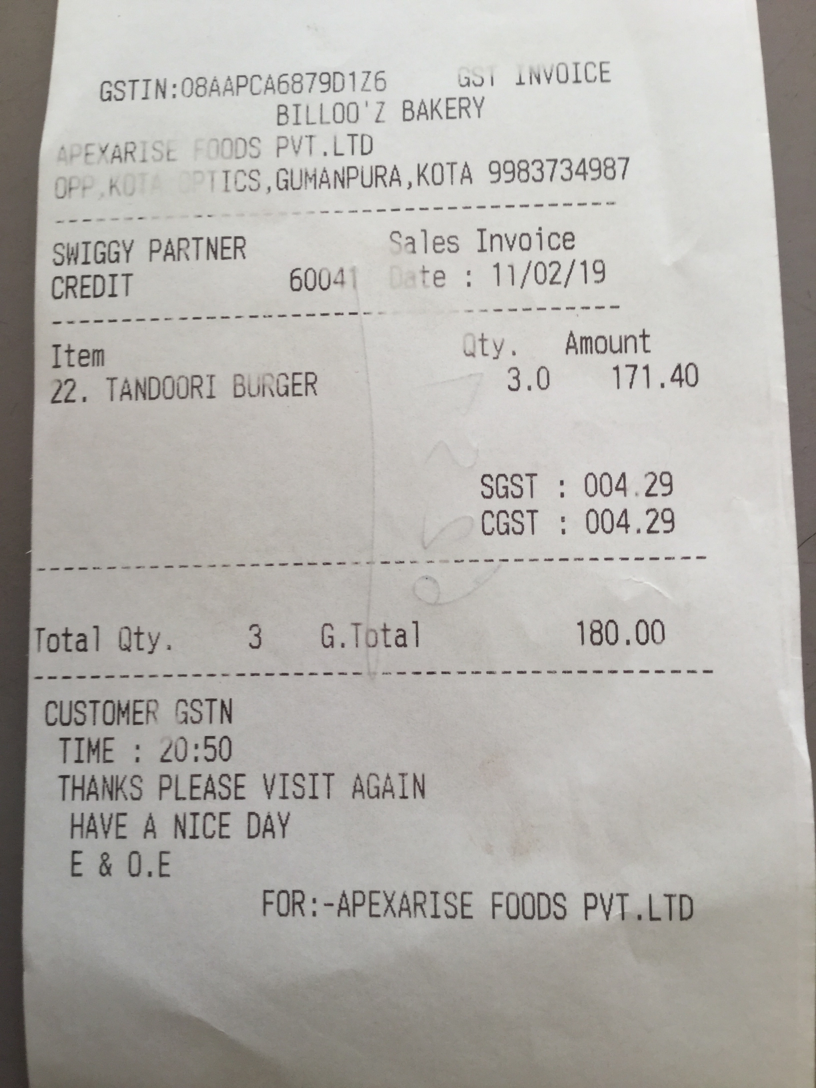 GSTIN:08AAPCA6879D1Z6 GST INVOICE
BILLOO'Z BAKERY
APEXARISE FOODS PVT.LTD
OPP,KOTA OPTICS,GUMANPURA,KOTA 9983734987
SWIGGY PARTNER Sales Invoice
CREDIT 60041 Date : 11/02/19
Item Qty. Amount
22. TANDOORI BURGER 3.0 171.40
SGST : 004.29
CGST : 004.29
Total Qty. 3 G.Total 180.00
CUSTOMER GSTN
TIME : 20:50
THANKS PLEASE VISIT AGAIN
HAVE A NICE DAY
E & O.E
FOR:-APEXARISE FOODS PVT.LTD